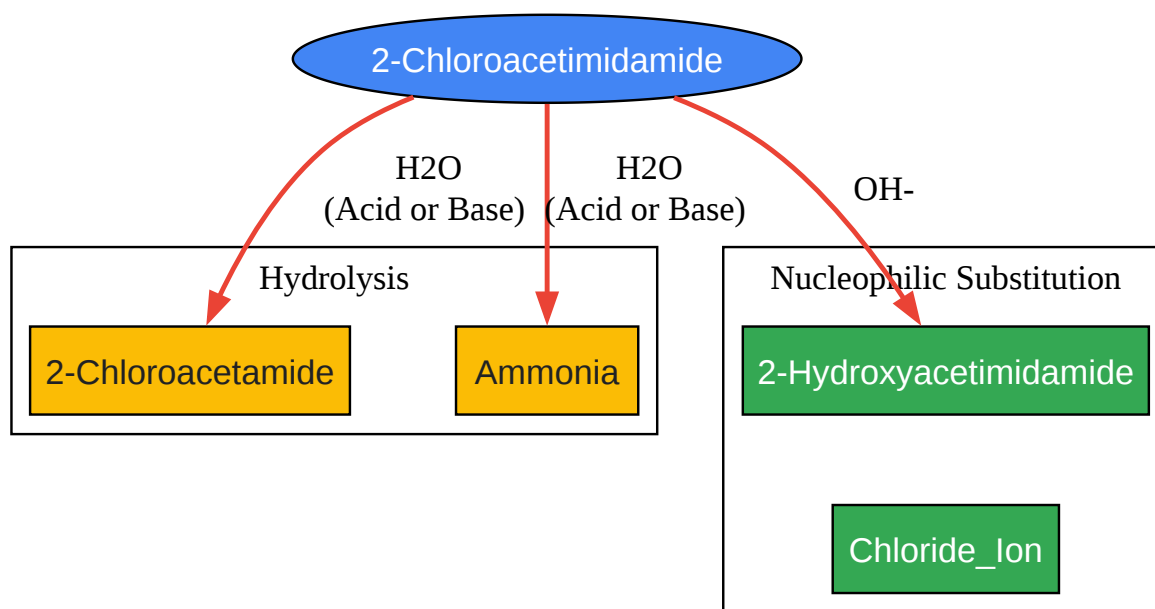 2-Chloroacetimidamide
H2O
(Acid or Base)
H2O
(Acid or Base)
OH-
Hydrolysis
Nucleophilic Substitution
2-Chloroacetamide
Ammonia
2-Hydroxyacetimidamide
Chloride_Ion